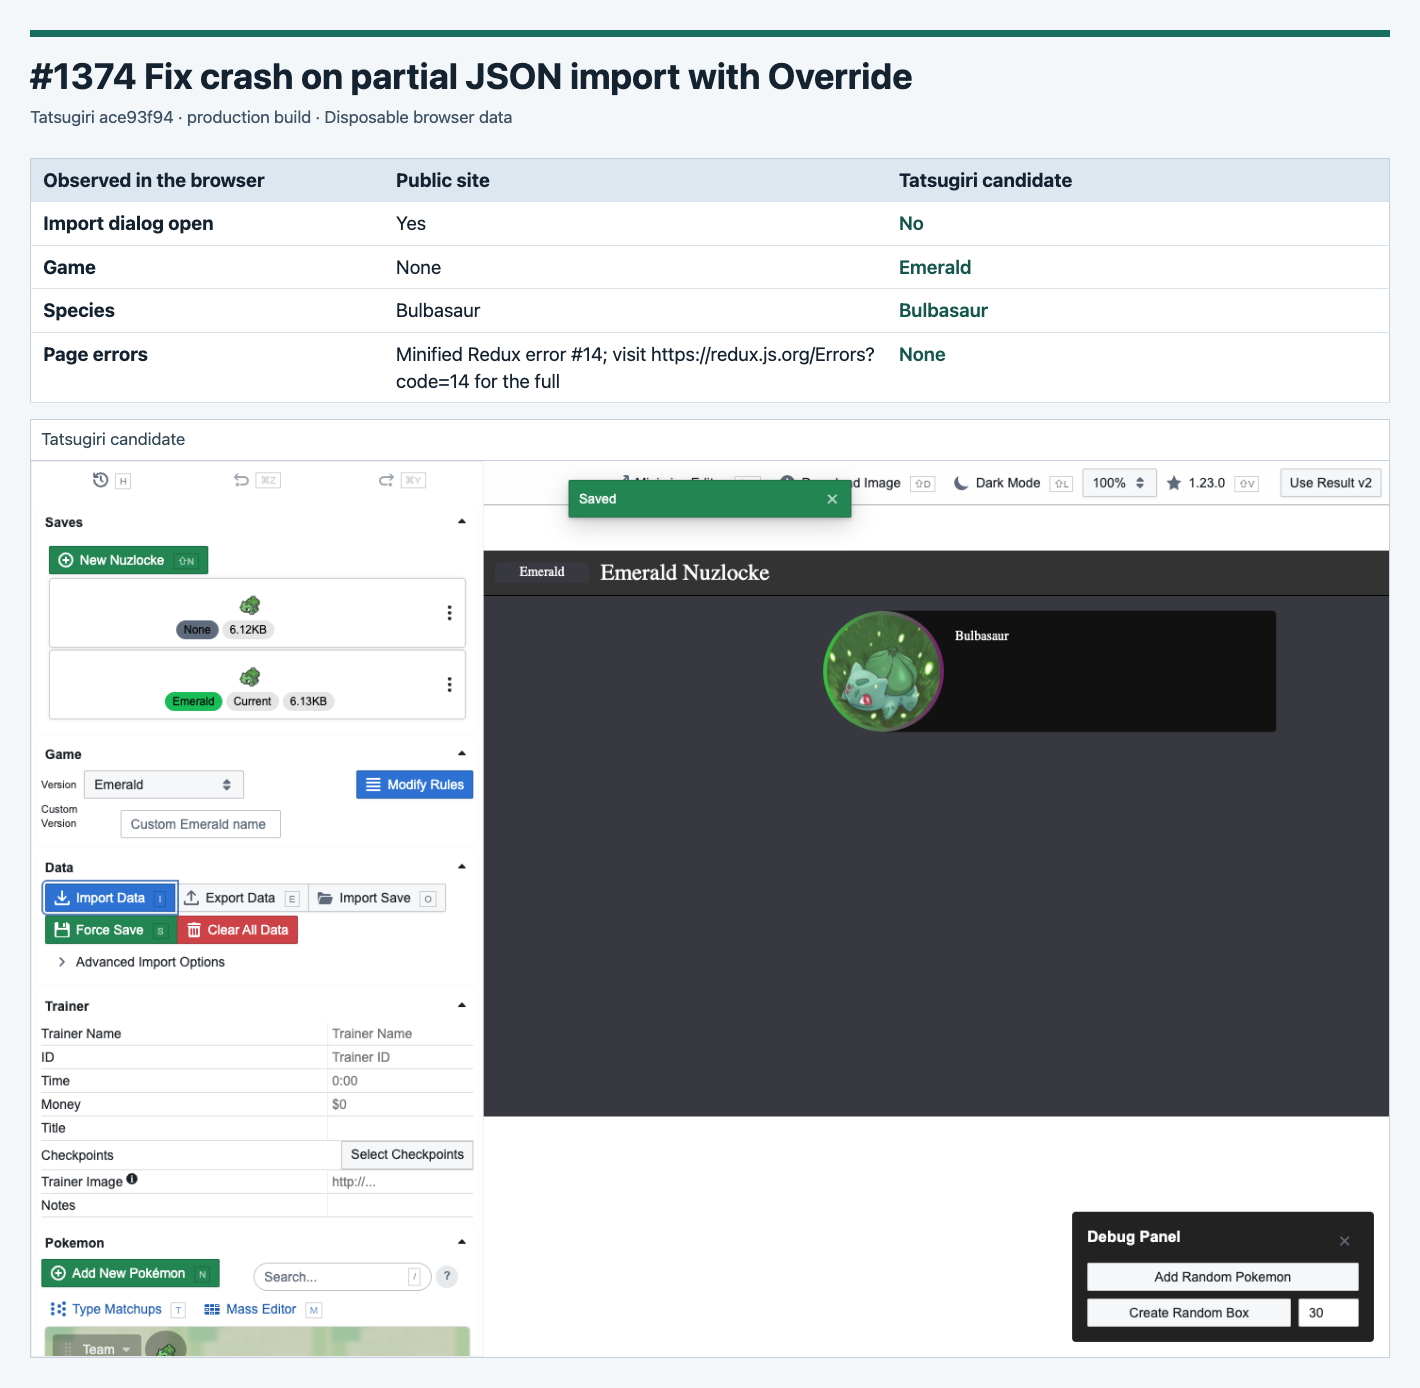 #1374 Fix crash on partial JSON import with Override
Tatsugiri ace93f94 · production build · Disposable browser data
Observed in the browser Public site Tatsugiri candidate
Import dialog open Yes No
Game None Emerald
Species Bulbasaur Bulbasaur
Page errors Minified Redux error #14; visit https://redux.js.org/Errors? None
code=14 for the full
Tatsugiri candidate
H ⌘Z ⌘Y
Image ⇧D Dark Mode ⇧L 100% 1.23.0 ⇧V Use Result v2
Saved
Saves
New Nuzlocke ⇧N
None 6.12KB
Emerald Current 6.13KB
Emerald Emerald Nuzlocke
Bulbasaur
Game
Version Emerald Modify Rules
Custom
Version Custom Emerald name
Data
Import Data I Export Data E Import Save O
Force Save S Clear All Data
Advanced Import Options
Trainer
Trainer Name Trainer Name
ID Trainer ID
Time 0:00
Money $0
Title
Checkpoints Select Checkpoints
Trainer Image http://...
Notes
Pokemon
Add New Pokémon N Search... / ?
Type Matchups T Mass Editor M
Team
Debug Panel
Add Random Pokemon
Create Random Box 30